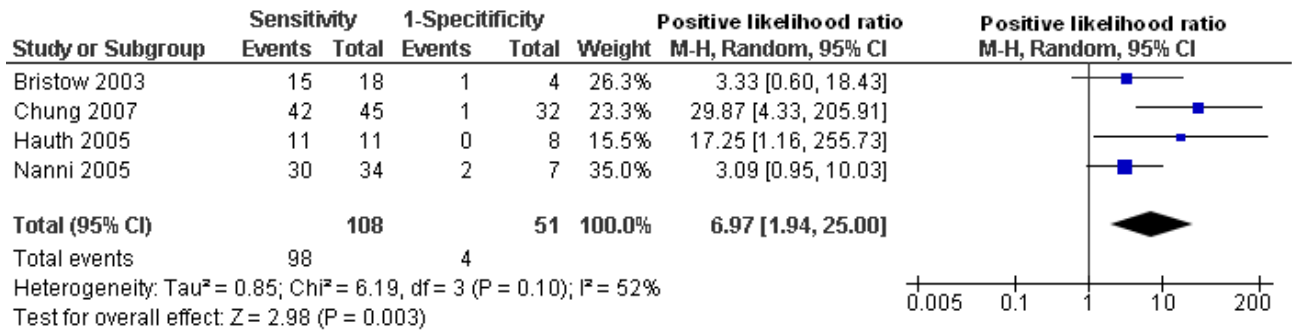 Sensitivity 1-Specitificity Positive likelihood ratio Positive likelihood ratio
Study or Subgroup Events Total Events Total Weight M-H, Random, 95% CI M-H, Random, 95% CI
Bristow 2003 15 18 1 4 26.3% 3.33 [0.60, 18.43]
Chung 2007 42 45 1 32 23.3% 29.87 [4.33, 205.91]
Hauth 2005 11 11 0 8 15.5% 17.25 [1.16, 255.73]
Nanni 2005 30 34 2 7 35.0% 3.09 [0.95, 10.03]
Total (95% CI) 108 51 100.0% 6.97 [1.94, 25.00]
Total events 98 4
Heterogeneity: Tau² = 0.85; Chi² = 6.19, df = 3 (P = 0.10); I² = 52%
Test for overall effect: Z = 2.98 (P = 0.003)
0.005 0.1 1 10 200